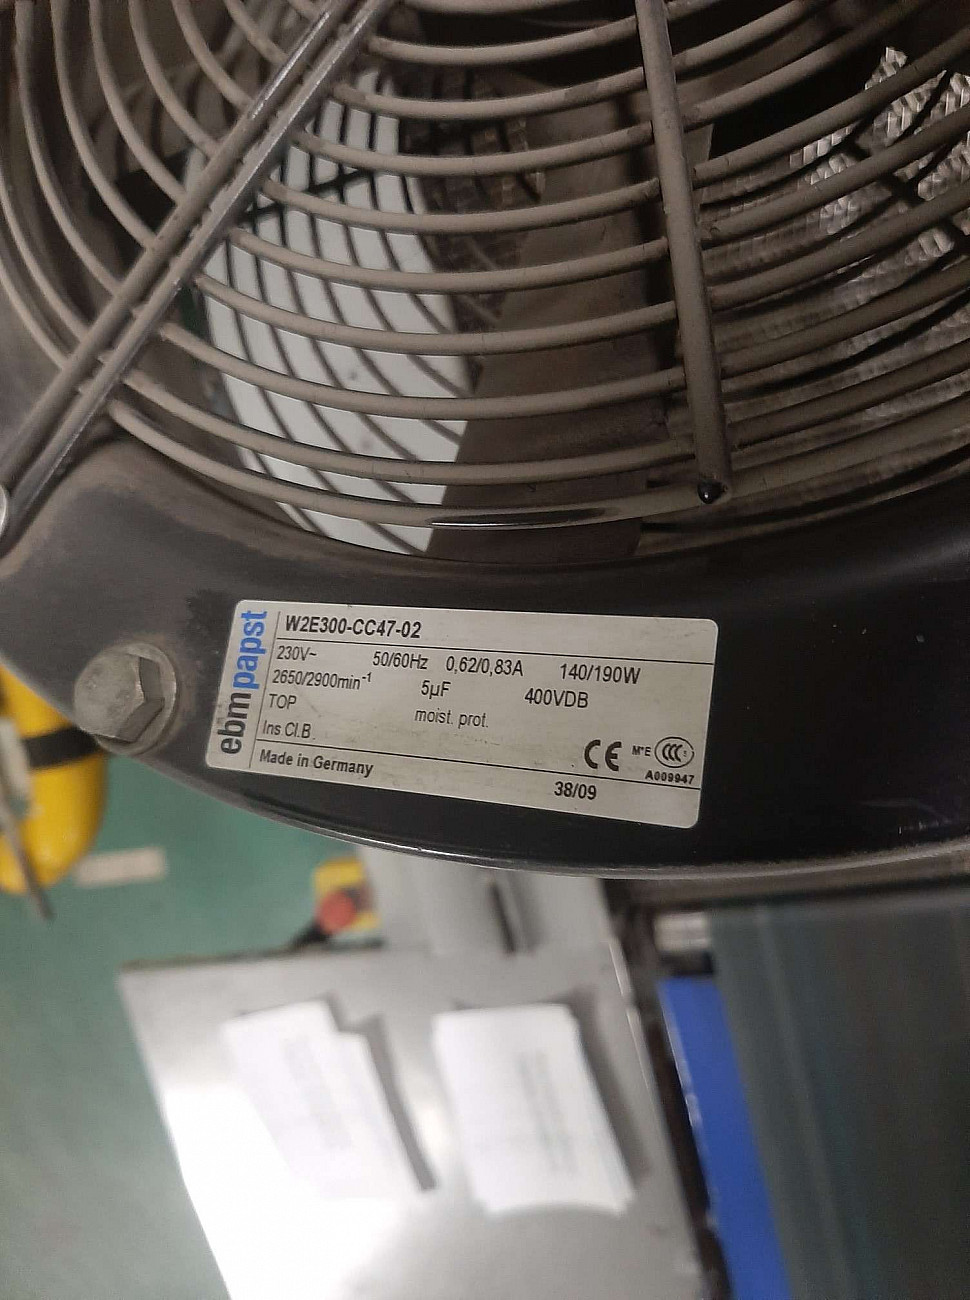 ebmpapst
W2E300-CC47-02
230V~ 50/60Hz 0,62/0,83A 140/190W
2650/2900min-1 5µF 400VDB
TOP moist. prot.
Ins Cl.B
CE M*E CCC S
A009947
Made in Germany 38/09